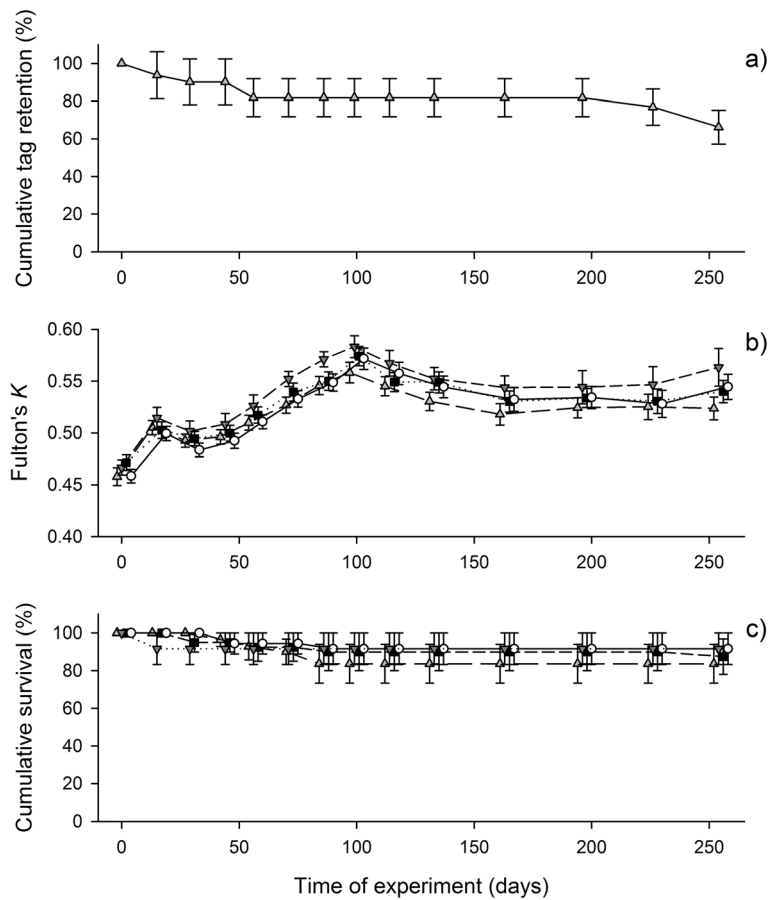 a)
Cumulative tag retention (%)
100
80
60
40
20
0
0 50 100 150 200 250
b)
Fulton's K
0.60
0.55
0.50
0.45
0.40
0 50 100 150 200 250
c)
Cumulative survival (%)
100
80
60
40
20
0
0 50 100 150 200 250
Time of experiment (days)